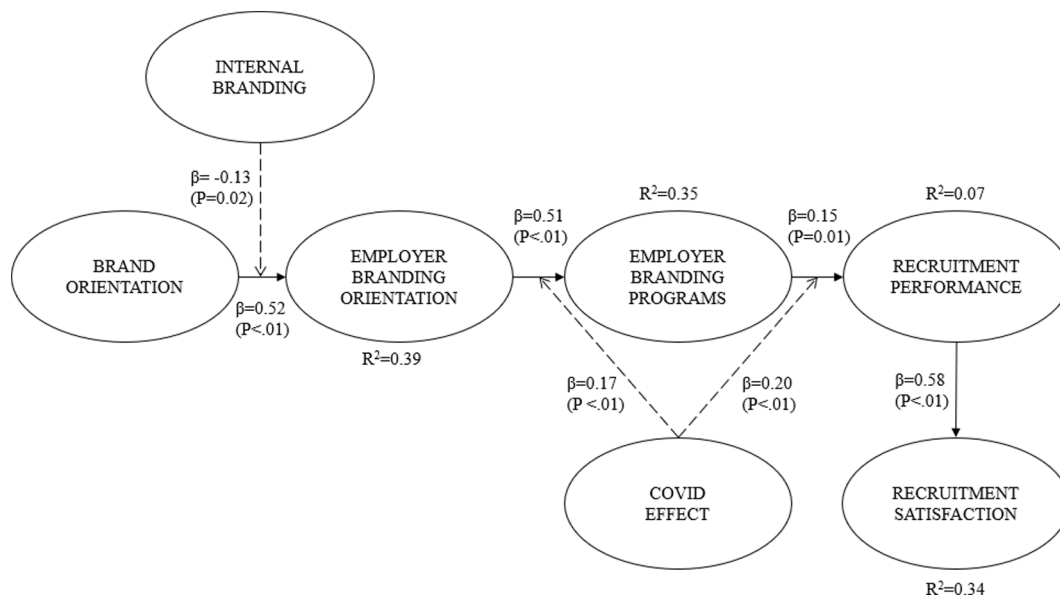 INTERNAL
BRANDING
β= -0.13
(P=0.02)
BRAND
ORIENTATION
β=0.52
(P<.01)
EMPLOYER
BRANDING
ORIENTATION
R²=0.39
β=0.51
(P<.01)
R²=0.35
EMPLOYER
BRANDING
PROGRAMS
β=0.15
(P=0.01)
R²=0.07
RECRUITMENT
PERFORMANCE
β=0.17
(P <.01)
β=0.20
(P<.01)
β=0.58
(P<.01)
COVID
EFFECT
RECRUITMENT
SATISFACTION
R²=0.34